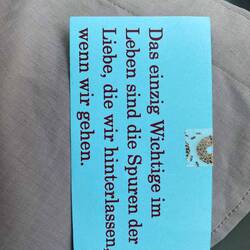 Das einzig Wichtige im
Leben sind die Spuren der
Liebe, die wir hinterlassen,
wenn wir gehen.